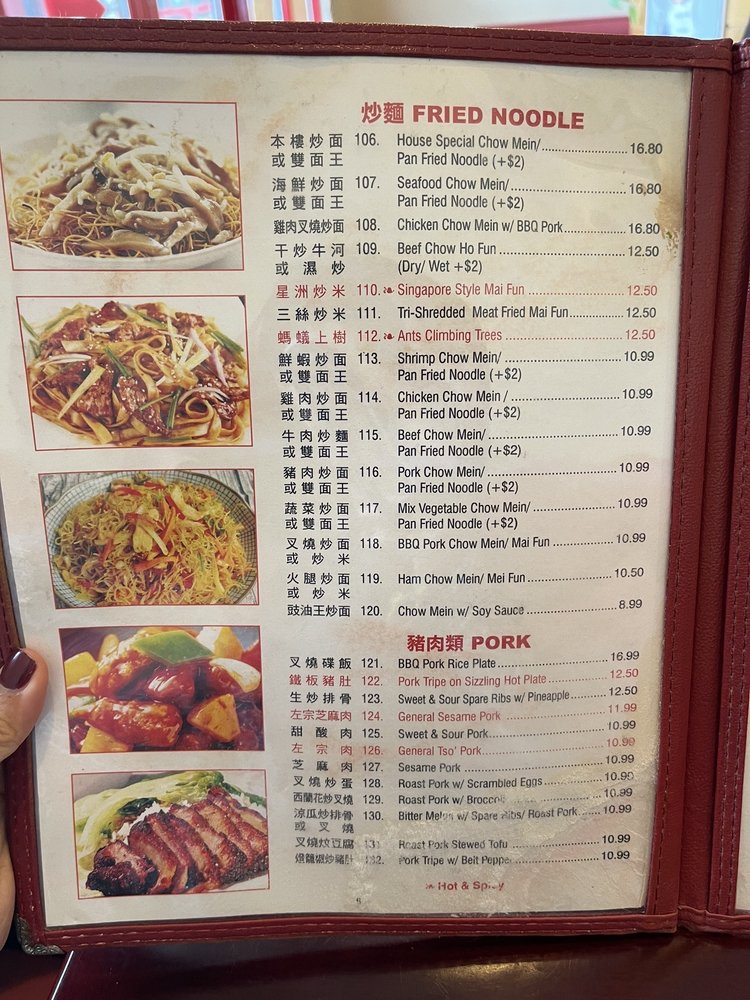 炒麵 FRIED NOODLE
本樓炒面 106. House Special Chow Mein/ 16.80
或雙面王 Pan Fried Noodle (+$2)
海鮮炒面 107. Seafood Chow Mein/ 16.80
或雙面王 Pan Fried Noodle (+$2)
雞肉叉燒炒面 108. Chicken Chow Mein w/ BBQ Pork 16.80
干炒牛河 109. Beef Chow Ho Fun 12.50
或濕炒 (Dry/ Wet +$2)
星洲炒米 110. Singapore Style Mai Fun 12.50
三絲炒米 111. Tri-Shredded Meat Fried Mai Fun 12.50
螞蟻上樹 112. Ants Climbing Trees 12.50
鮮蝦炒面 113. Shrimp Chow Mein/ 10.99
或雙面王 Pan Fried Noodle (+$2)
雞肉炒面 114. Chicken Chow Mein / 10.99
或雙面王 Pan Fried Noodle (+$2)
牛肉炒麵 115. Beef Chow Mein/ 10.99
或雙面王 Pan Fried Noodle (+$2)
豬肉炒面 116. Pork Chow Mein/ 10.99
或雙面王 Pan Fried Noodle (+$2)
蔬菜炒面 117. Mix Vegetable Chow Mein/ 10.99
或雙面王 Pan Fried Noodle (+$2)
叉燒炒面 118. BBQ Pork Chow Mein/ Mai Fun 10.99
或炒米
火腿炒面 119. Ham Chow Mein/ Mei Fun 10.50
或炒米
豉油王炒面 120. Chow Mein w/ Soy Sauce 8.99
豬肉類 PORK
叉燒碟飯 121. BBQ Pork Rice Plate 16.99
鐵板豬肚 122. Pork Tripe on Sizzling Hot Plate 12.50
生炒排骨 123. Sweet & Sour Spare Ribs w/ Pineapple 12.50
左宗芝麻肉 124. General Sesame Pork 11.99
甜酸肉 125. Sweet & Sour Pork 10.99
左宗肉 126. General Tso' Pork 10.99
芝麻肉 127. Sesame Pork 10.99
叉燒炒蛋 128. Roast Pork w/ Scrambled Eggs 10.90
西蘭花炒叉燒 129. Roast Pork w/ Broccoli 10.99
涼瓜炒排骨 130. Bitter Melon w/ Spare Ribs/ Roast Pork 10.99
或叉燒
叉燒炆豆腐 131. Roast Pork Stewed Tofu 10.99
炒豬肚 132. Pork Tripe w/ Belt Pepper 10.99
Hot & Spicy